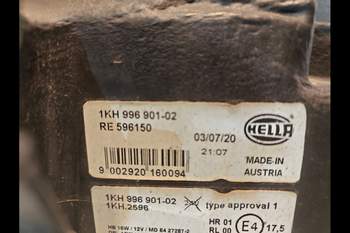 1KH 996 901-02
RE 596150
03/07/20
21:07
HELLA
MADE IN
AUSTRIA
9 002920 160094
1KH 996 901-02
1KH.2596
type approval 1
HR 01
RL 00
E4
17,5